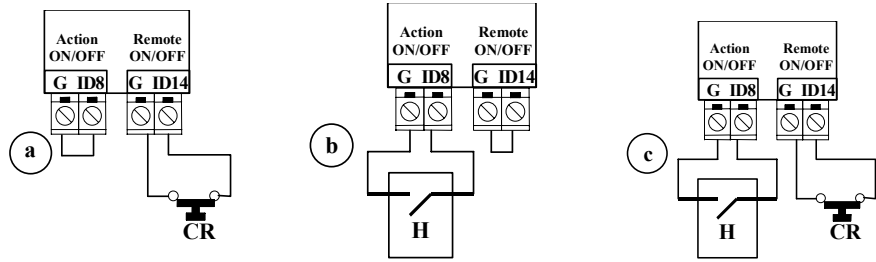 Action Remote
ON/OFF ON/OFF
G ID8 G ID14
a
CR
Action Remote
ON/OFF ON/OFF
G ID8 G ID14
b
H
Action Remote
ON/OFF ON/OFF
G ID8 G ID14
c
H CR